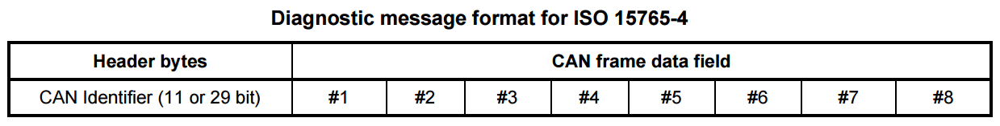 Diagnostic message format for ISO 15765-4
Header bytes CAN frame data field
CAN Identifier (11 or 29 bit) #1 #2 #3 #4 #5 #6 #7 #8